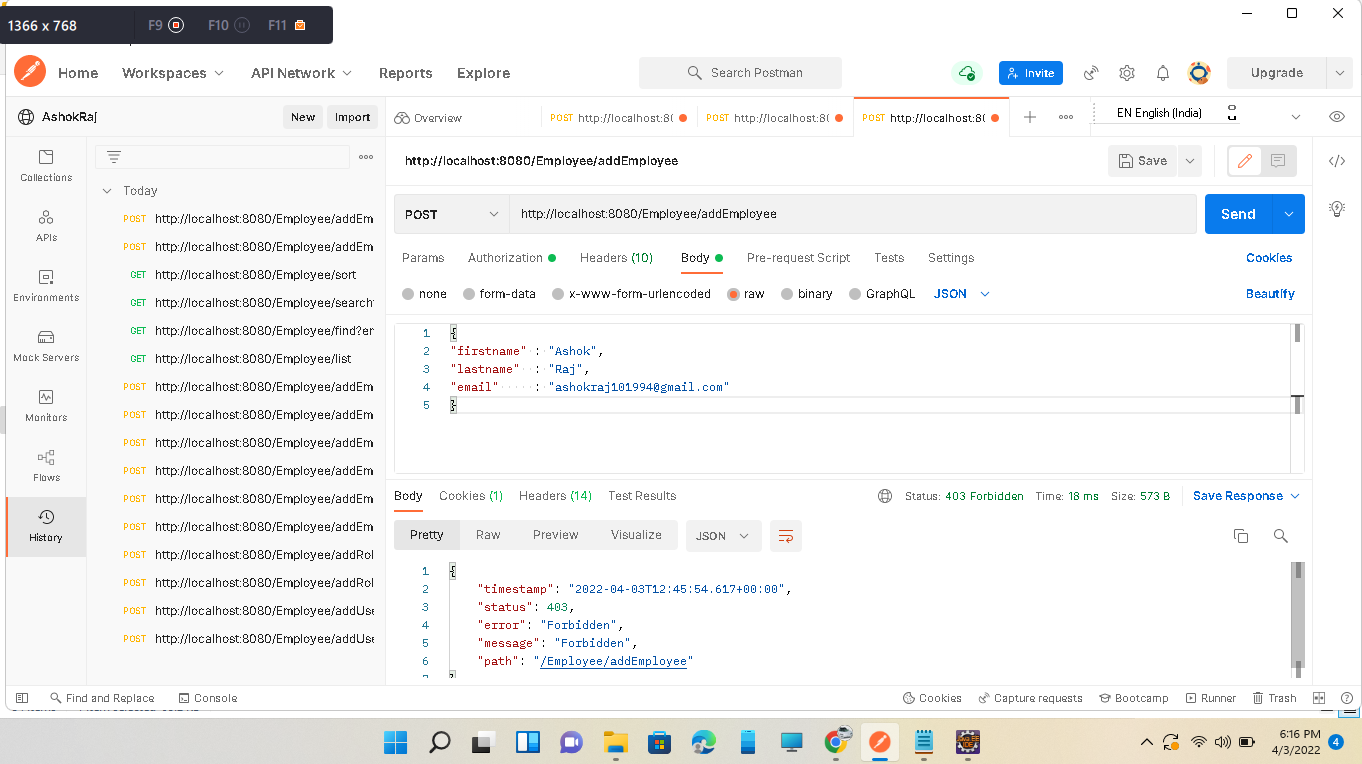 1366 x 768 F9 F10 F11
Home Workspaces API Network Reports Explore Search Postman Invite Upgrade
AshokRaj New Import Overview POST http://localhost:8( POST http://localhost:8( POST http://localhost:8( EN English (India)
http://localhost:8080/Employee/addEmployee Save
Collections
APIs
Environments
Mock Servers
Monitors
Flows
History
Today
POST http://localhost:8080/Employee/addEm
POST http://localhost:8080/Employee/addEm
GET http://localhost:8080/Employee/sort
GET http://localhost:8080/Employee/search
GET http://localhost:8080/Employee/find?er
GET http://localhost:8080/Employee/list
POST http://localhost:8080/Employee/addEm
POST http://localhost:8080/Employee/addEm
POST http://localhost:8080/Employee/addEm
POST http://localhost:8080/Employee/addEm
POST http://localhost:8080/Employee/addEm
POST http://localhost:8080/Employee/addEm
POST http://localhost:8080/Employee/addRol
POST http://localhost:8080/Employee/addRol
POST http://localhost:8080/Employee/addUse
POST http://localhost:8080/Employee/addUse
POST http://localhost:8080/Employee/addEmployee Send
Params Authorization Headers (10) Body Pre-request Script Tests Settings Cookies
none form-data x-www-form-urlencoded raw binary GraphQL JSON Beautify
1 {
2 "firstname" : "Ashok",
3 "lastname" : "Raj",
4 "email" : "ashokraj101994@gmail.com"
5 }
Body Cookies (1) Headers (14) Test Results Status: 403 Forbidden Time: 18 ms Size: 573 B Save Response
Pretty Raw Preview Visualize JSON
1 {
2 "timestamp": "2022-04-03T12:45:54.617+00:00",
3 "status": 403,
4 "error": "Forbidden",
5 "message": "Forbidden",
6 "path": "/Employee/addEmployee"
Find and Replace Console Cookies Capture requests Bootcamp Runner Trash
6:16 PM
4/3/2022 4